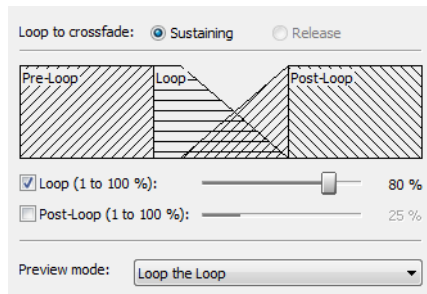 Loop to crossfade: Sustaining Release
Pre-Loop Loop Post-Loop
Loop (1 to 100 %): 80 %
Post-Loop (1 to 100 %): 25 %
Preview mode: Loop the Loop